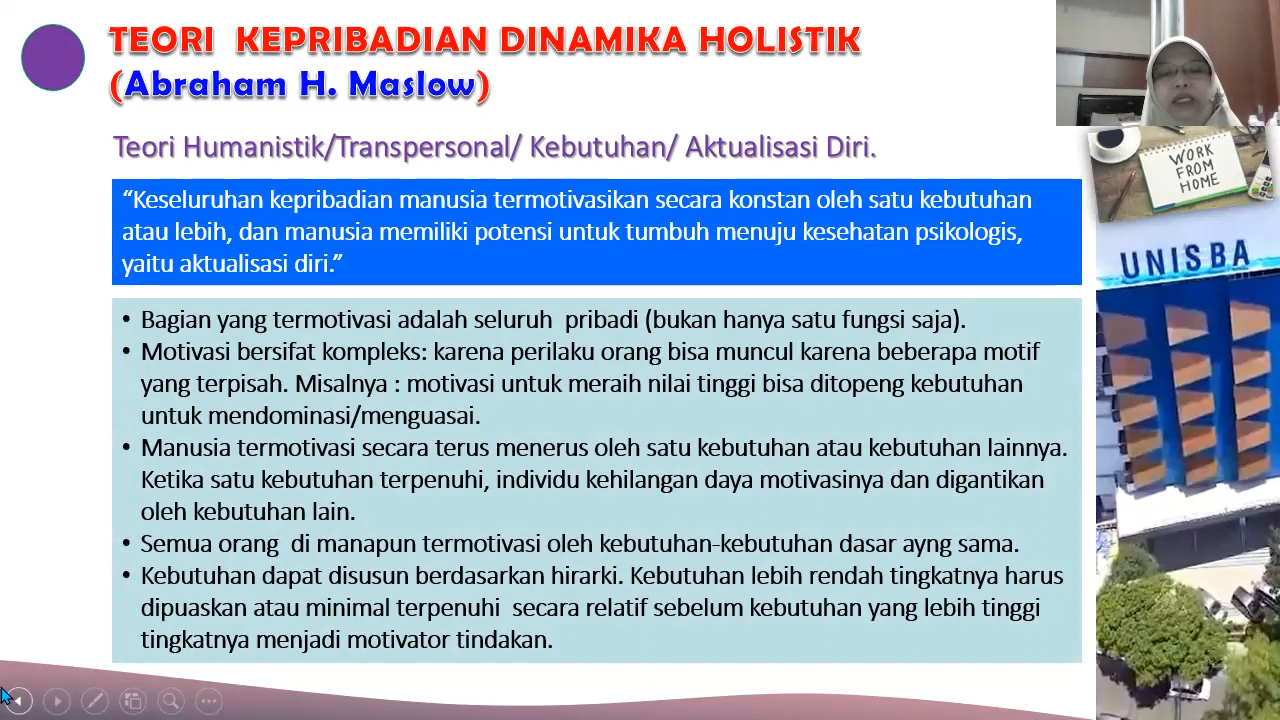 TEORI KEPRIBADIAN DINAMIKA HOLISTIK
(Abraham H. Maslow)
Teori Humanistik/Transpersonal/ Kebutuhan/ Aktualisasi Diri.
“Keseluruhan kepribadian manusia termotivasikan secara konstan oleh satu kebutuhan
atau lebih, dan manusia memiliki potensi untuk tumbuh menuju kesehatan psikologis,
yaitu aktualisasi diri.”
• Bagian yang termotivasi adalah seluruh pribadi (bukan hanya satu fungsi saja).
• Motivasi bersifat kompleks: karena perilaku orang bisa muncul karena beberapa motif
yang terpisah. Misalnya : motivasi untuk meraih nilai tinggi bisa ditopeng kebutuhan
untuk mendominasi/menguasai.
• Manusia termotivasi secara terus menerus oleh satu kebutuhan atau kebutuhan lainnya.
Ketika satu kebutuhan terpenuhi, individu kehilangan daya motivasinya dan digantikan
oleh kebutuhan lain.
• Semua orang di manapun termotivasi oleh kebutuhan-kebutuhan dasar ayng sama.
• Kebutuhan dapat disusun berdasarkan hirarki. Kebutuhan lebih rendah tingkatnya harus
dipuaskan atau minimal terpenuhi secara relatif sebelum kebutuhan yang lebih tinggi
tingkatnya menjadi motivator tindakan.
WORK
FROM
HOME
UNISBA